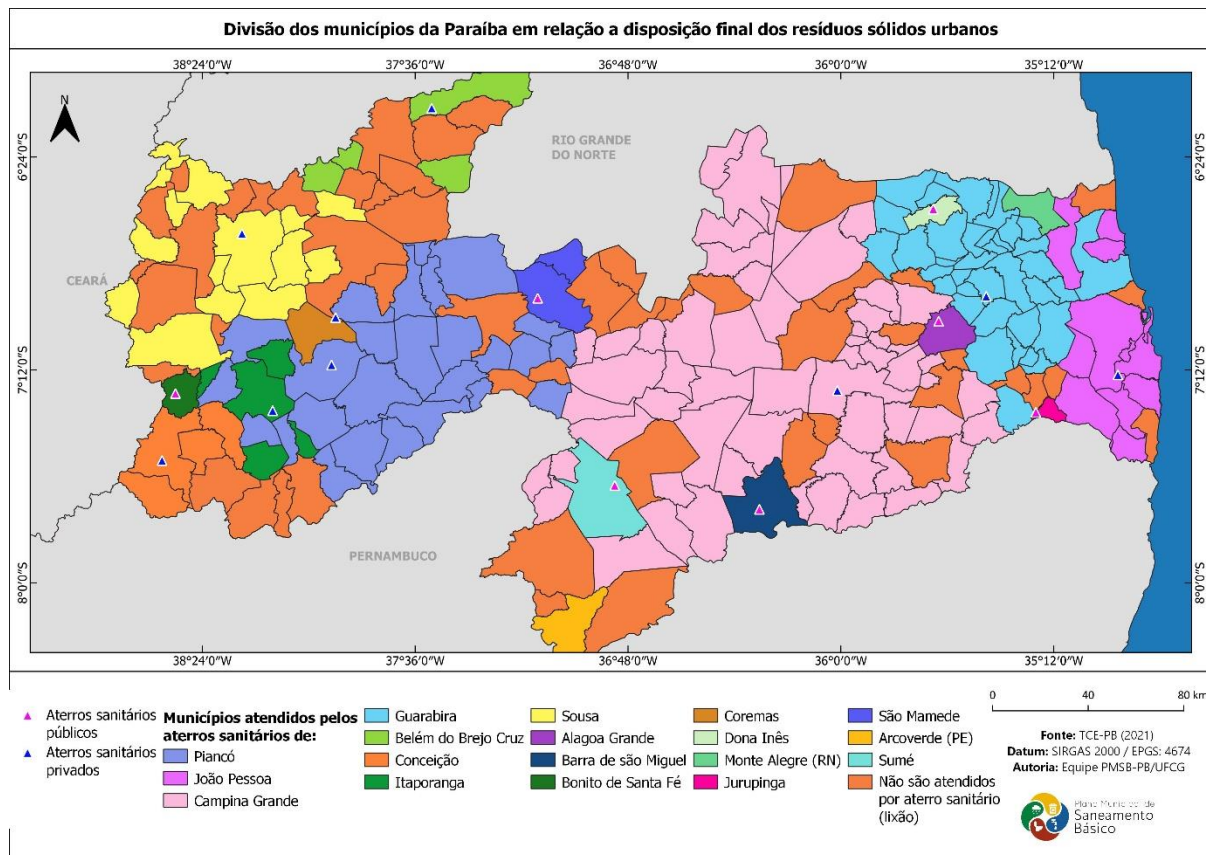 Divisão dos municípios da Paraíba em relação a disposição final dos resíduos sólidos urbanos
38°24'0"W 37°36'0"W 36°48'0"W 36°0'0"W 35°12'0"W
N
RIO GRANDE
DO NORTE
6°24'0"S 6°24'0"S
CEARÁ
7°12'0"S 7°12'0"S
PERNAMBUCO
8°0'0"S 8°0'0"S
38°24'0"W 37°36'0"W 36°48'0"W 36°0'0"W 35°12'0"W
Aterros sanitários
públicos
Aterros sanitários
privados
Municípios atendidos pelos
aterros sanitários de:
Piancó
João Pessoa
Campina Grande
Guarabira
Belém do Brejo Cruz
Conceição
Itaporanga
Sousa
Alagoa Grande
Barra de são Miguel
Bonito de Santa Fé
Coremas
Dona Inês
Monte Alegre (RN)
Jurupinga
São Mamede
Arcoverde (PE)
Sumé
Não são atendidos
por aterro sanitário
(lixão)
0 40 80 km
Fonte: TCE-PB (2021)
Datum: SIRGAS 2000 / EPGS: 4674
Autoria: Equipe PMSB-PB/UFCG
Plano Municipal de
Saneamento
Básico